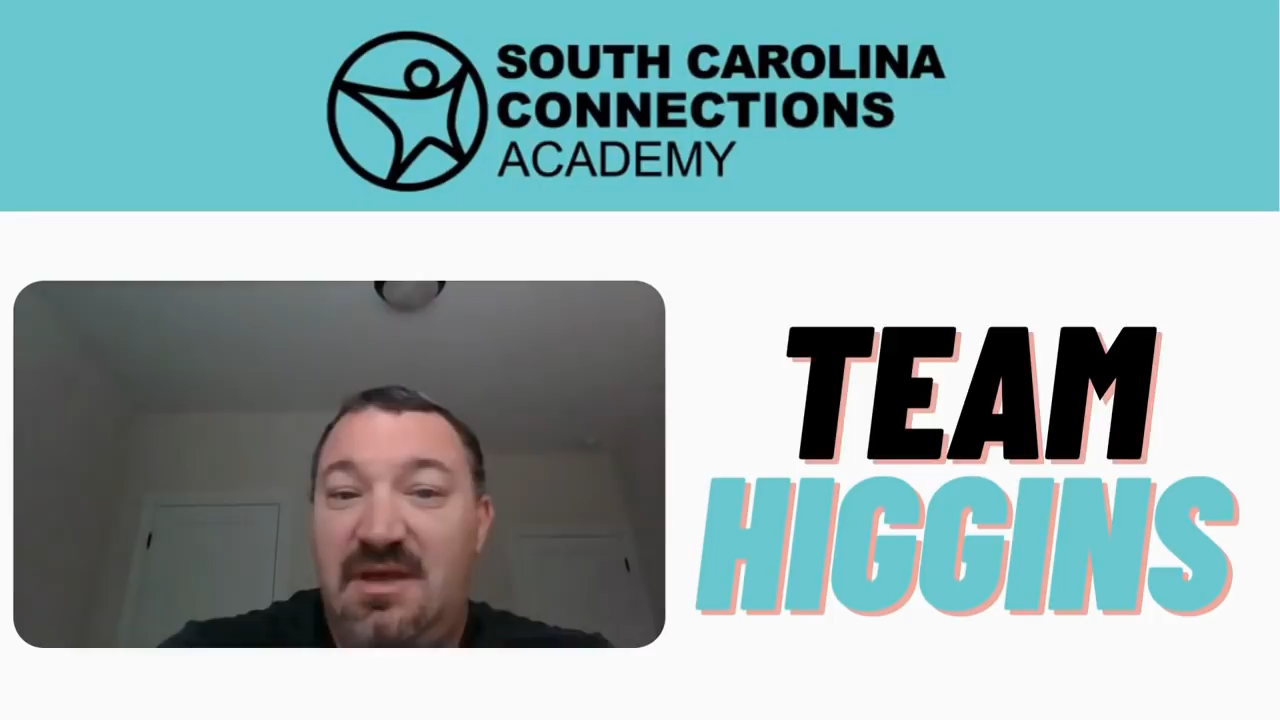 SOUTH CAROLINA
CONNECTIONS
ACADEMY
TEAM
HIGGINS